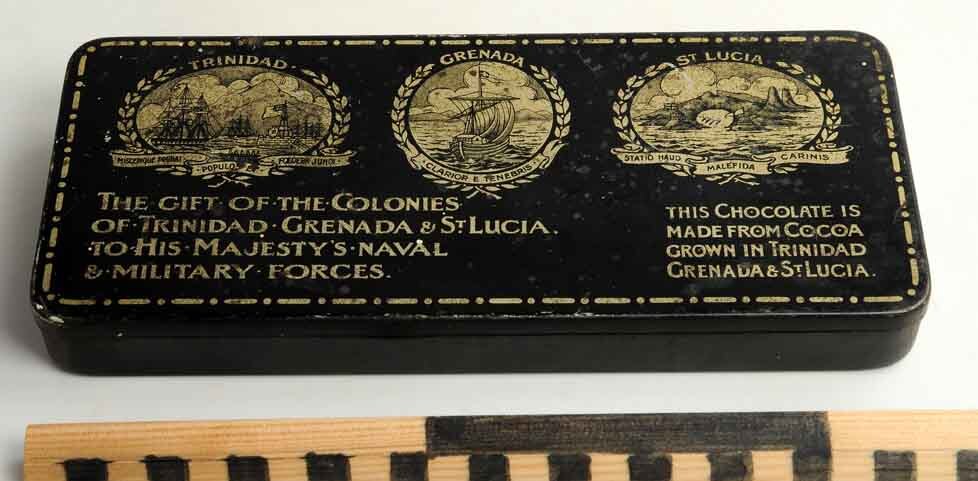 TRINIDAD
MISCERIQUE PROBAT
POPULOS ET
FŒDERA JUNGI
GRENADA
CLARIOR E TENEBRIS
ST LUCIA
STATIO HAUD
MALEFIDA
CARINIS
THE GIFT OF·THE·COLONIES
OF TRINIDAD·GRENADA & ST LUCIA.
TO·HIS·MAJESTY'S·NAVAL
&·MILITARY·FORCES.
THIS CHOCOLATE IS
MADE FROM COCOA
GROWN IN TRINIDAD
GRENADA & ST LUCIA.